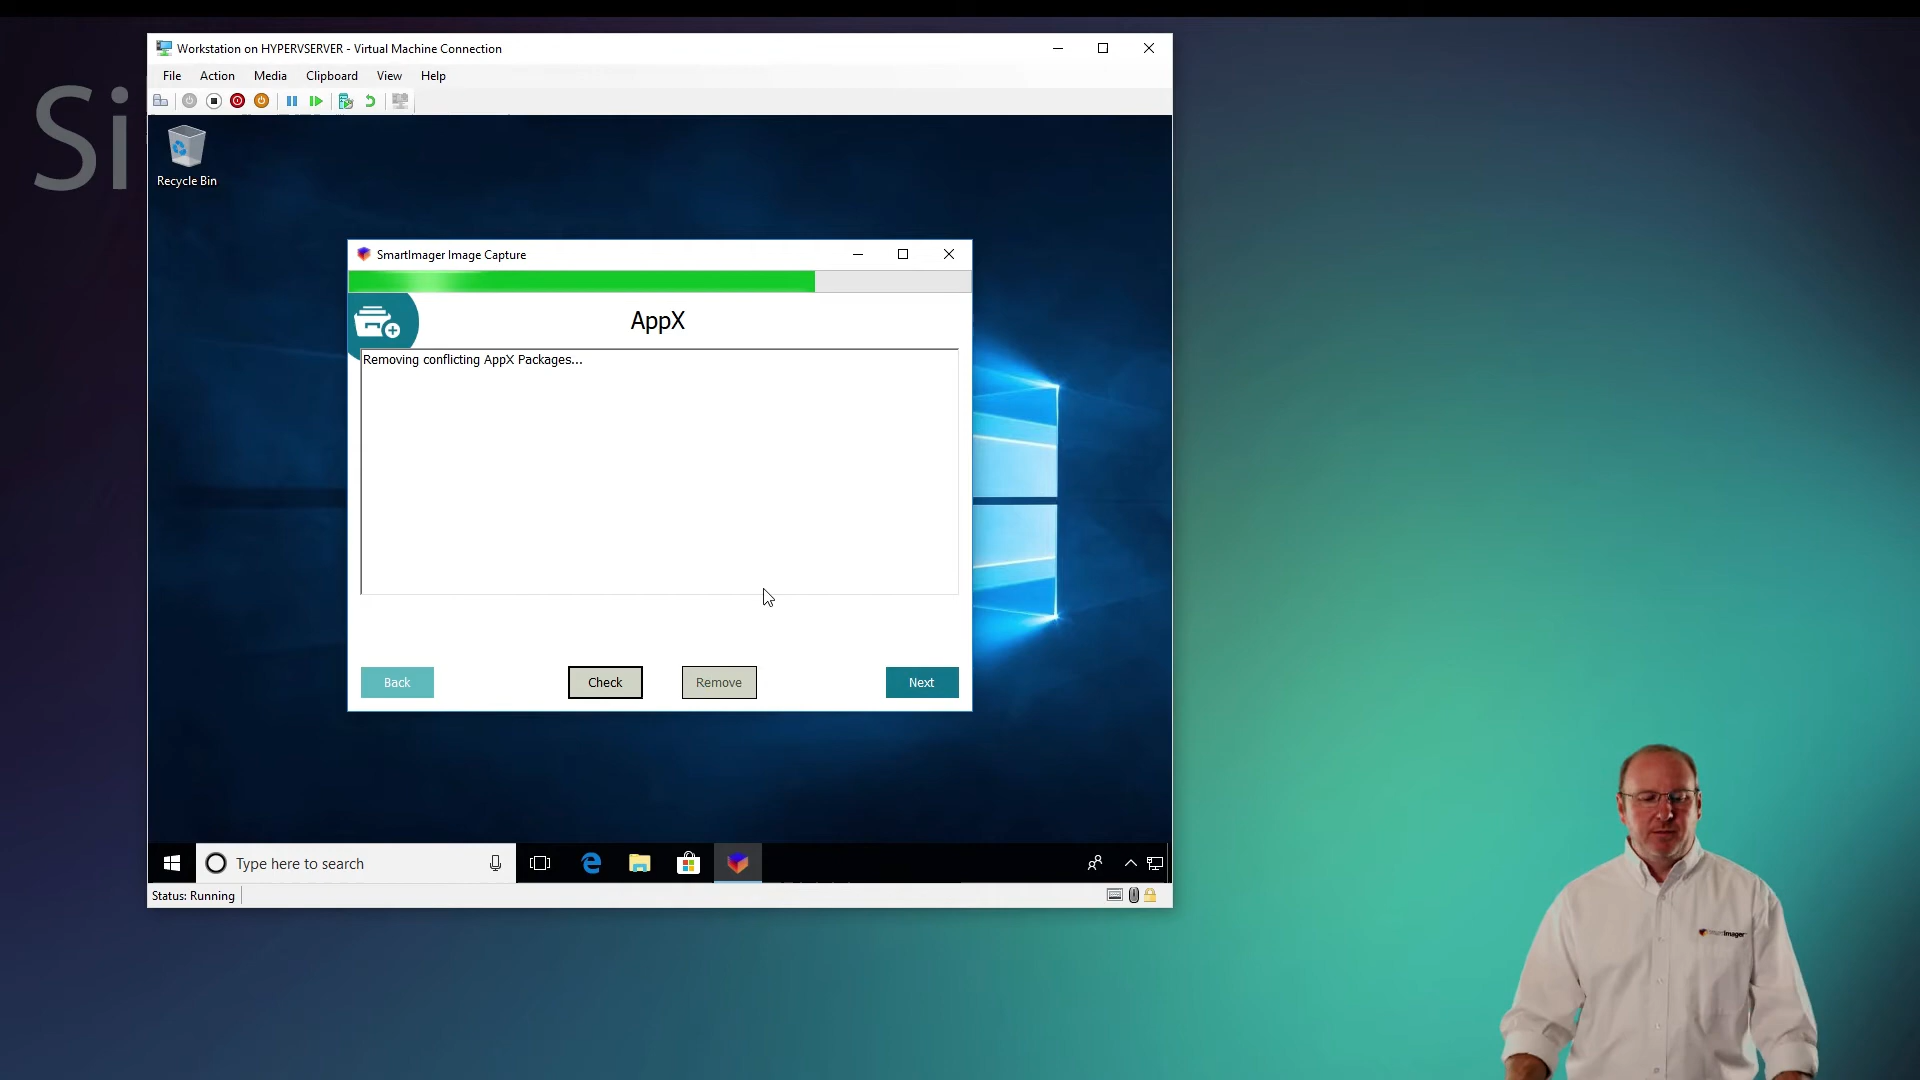 Si
Workstation on HYPERVSERVER - Virtual Machine Connection
File Action Media Clipboard View Help
Recycle Bin
SmartImager Image Capture
AppX
Removing conflicting AppX Packages...
Back Check Remove Next
Type here to search
Status: Running
SmartImager